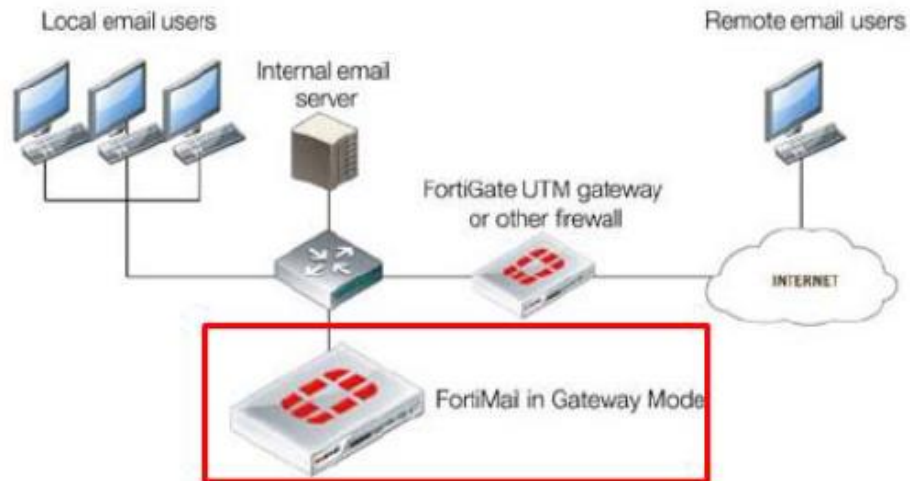 Local email users
Remote email users
Internal email
server
FortiGate UTM gateway
or other firewall
INTERNET
FortiMail in Gateway Mode